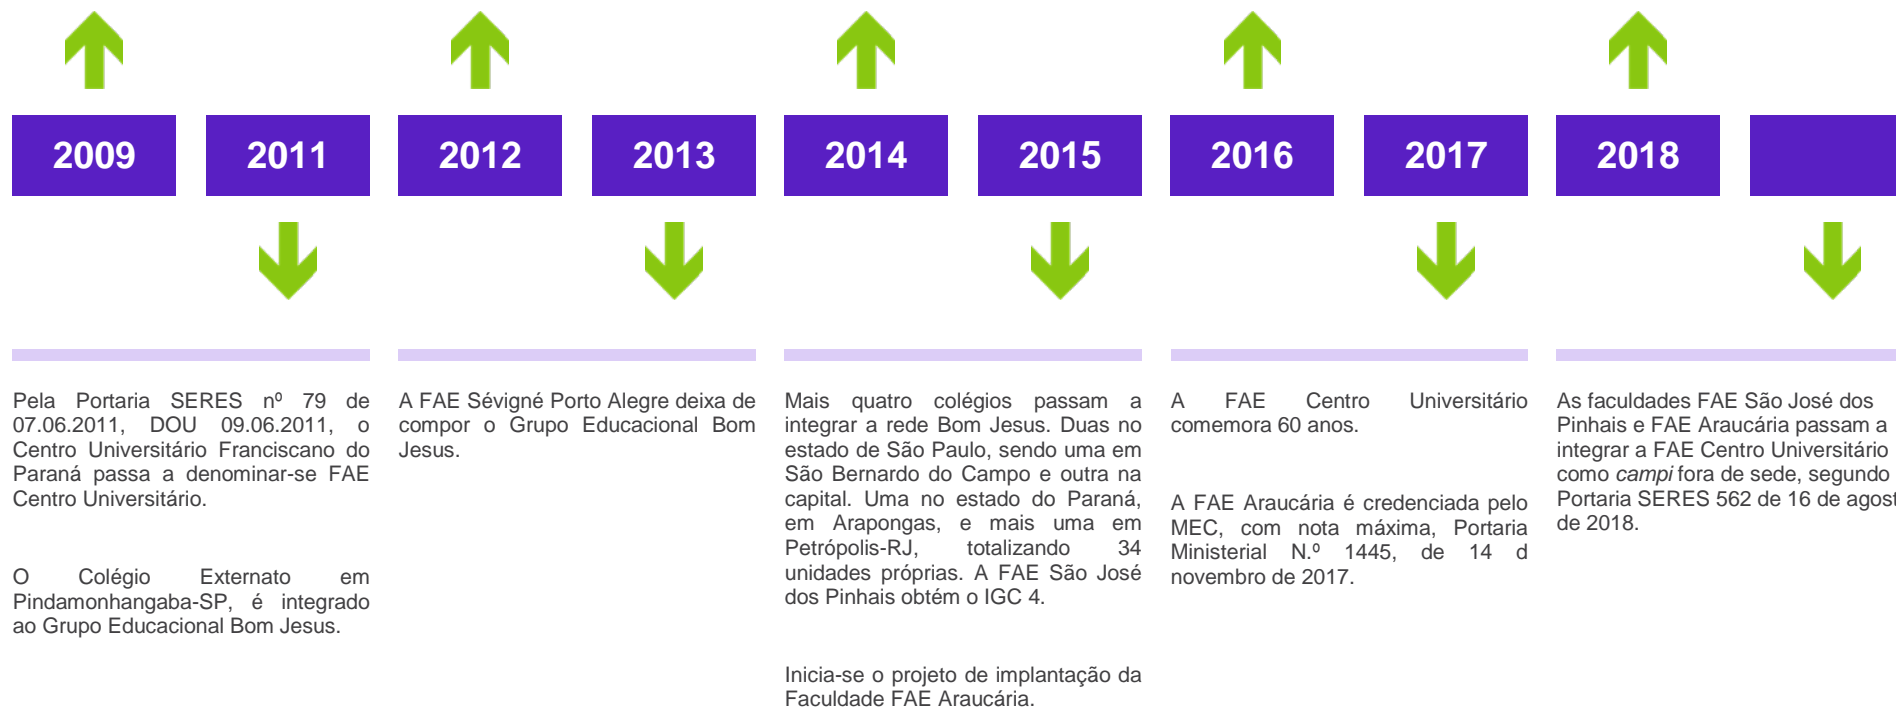 2009 2011 2012 2013 2014 2015 2016 2017 2018
Pela Portaria SERES nº 79 de
07.06.2011, DOU 09.06.2011, o
Centro Universitário Franciscano do
Paraná passa a denominar-se FAE
Centro Universitário.
O Colégio Externato em
Pindamonhangaba-SP, é integrado
ao Grupo Educacional Bom Jesus.
A FAE Sévigné Porto Alegre deixa de
compor o Grupo Educacional Bom
Jesus.
Mais quatro colégios passam a
integrar a rede Bom Jesus. Duas no
estado de São Paulo, sendo uma em
São Bernardo do Campo e outra na
capital. Uma no estado do Paraná,
em Arapongas, e mais uma em
Petrópolis-RJ, totalizando 34
unidades próprias. A FAE São José
dos Pinhais obtém o IGC 4.
Inicia-se o projeto de implantação da
Faculdade FAE Araucária.
A FAE Centro Universitário
comemora 60 anos.
A FAE Araucária é credenciada pelo
MEC, com nota máxima, Portaria
Ministerial N.º 1445, de 14 d
novembro de 2017.
As faculdades FAE São José dos
Pinhais e FAE Araucária passam a
integrar a FAE Centro Universitário
como campi fora de sede, segundo
Portaria SERES 562 de 16 de agost
de 2018.